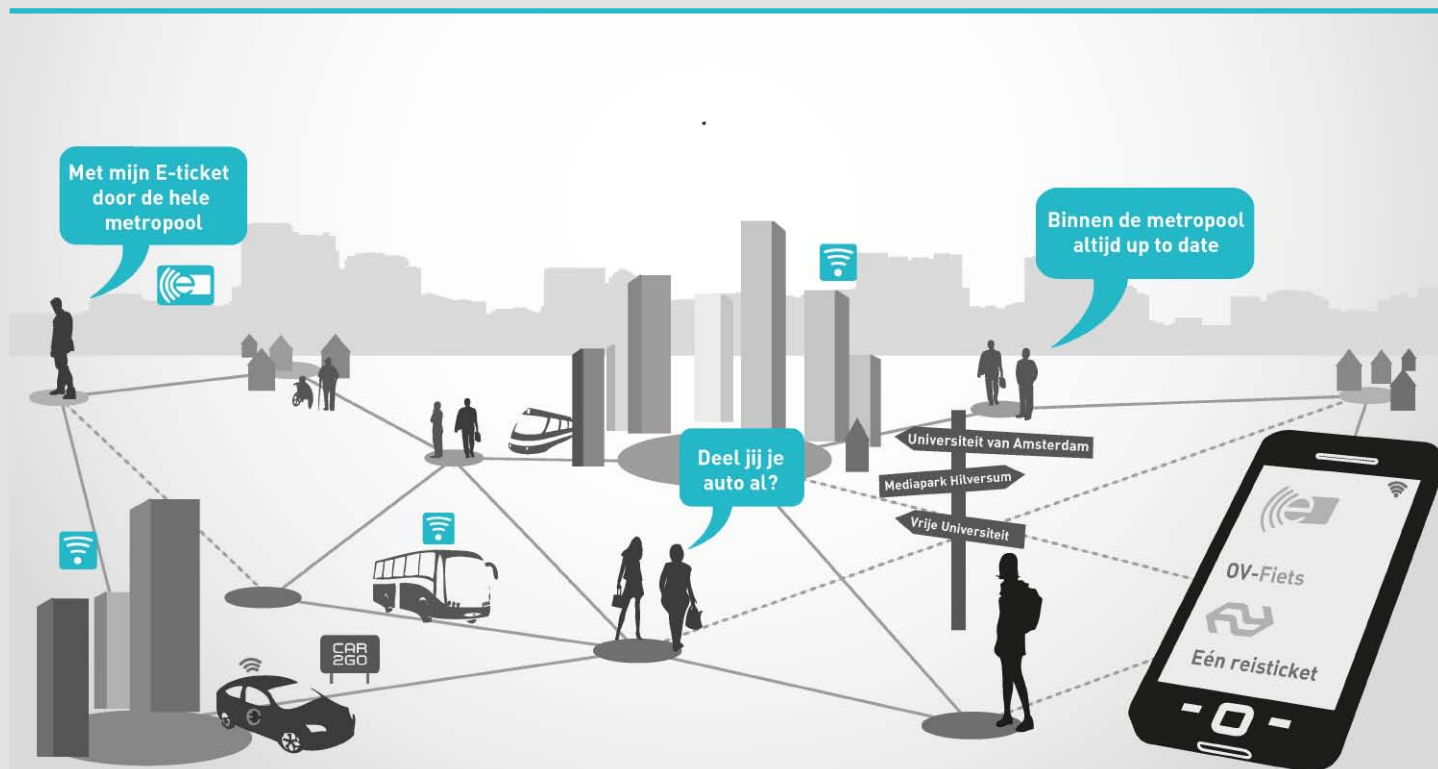 Met mijn E-ticket
door de hele
metropool
Binnen de metropool
altijd up to date
Universiteit van Amsterdam
Deel jij je
auto al?
Mediapark Hilversum
Vrije Universiteit
OV-Fiets
Eén reisticket
CAR
2GO